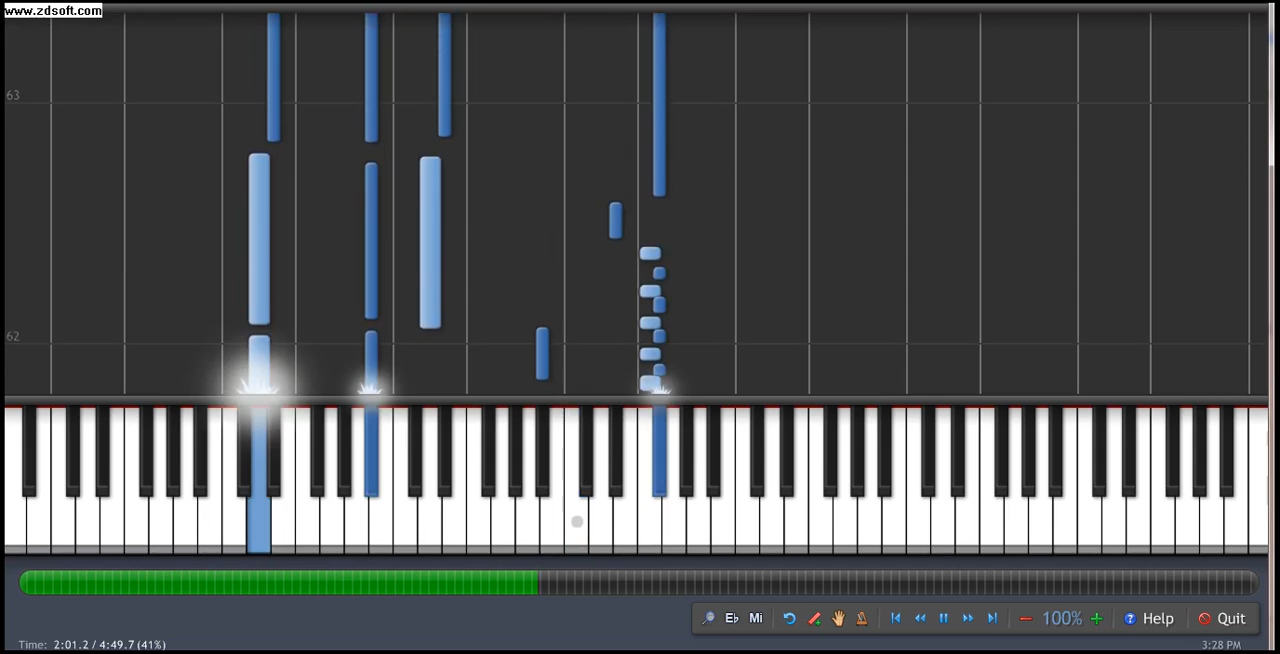 www.zdsoft.com
63
62
E♭ Mi 100% Help Quit
Time: 2:01.2 / 4:49.7 (41%)
3:28 PM